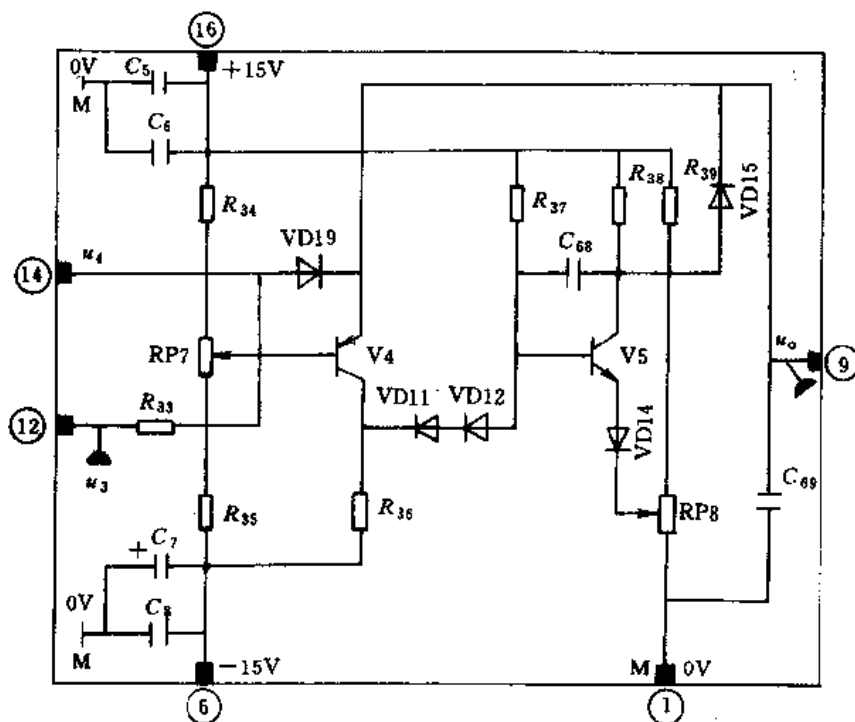 16
0V
C5
+15V
M
C6
R34
R37
R38
R39
VD15
VD19
C68
14
u4
RP7
V4
V5
uo
9
12
R33
VD11
VD12
VD14
u3
R35
R36
RP8
C69
+
C7
0V
C8
M
-15V
M
0V
6
1